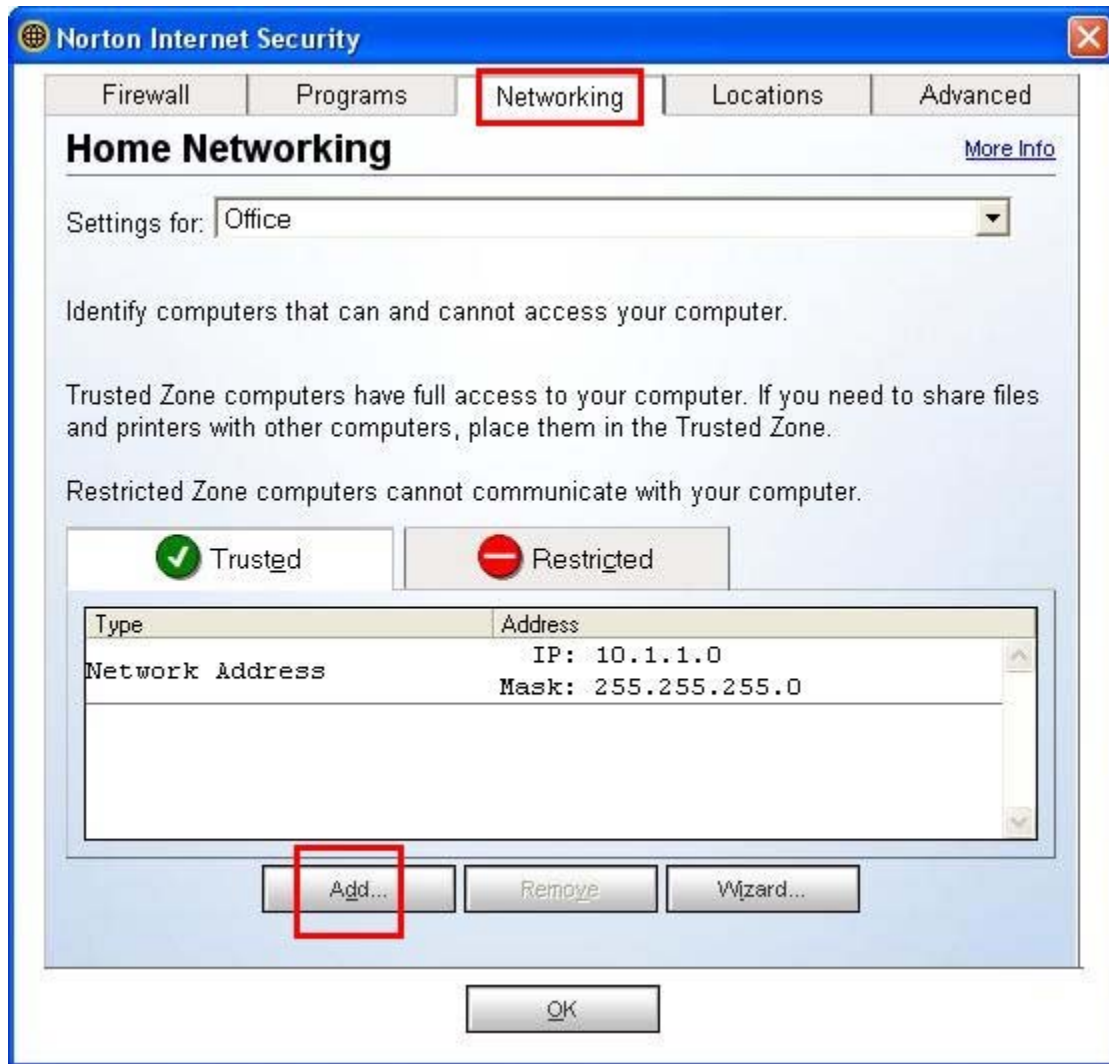 Norton Internet Security
Firewall Programs Networking Locations Advanced
Home Networking More Info
Settings for: Office
Identify computers that can and cannot access your computer.
Trusted Zone computers have full access to your computer. If you need to share files
and printers with other computers, place them in the Trusted Zone.
Restricted Zone computers cannot communicate with your computer.
Trusted Restricted
Type Address
Network Address IP: 10.1.1.0
Mask: 255.255.255.0
Add... Remove Wizard...
OK